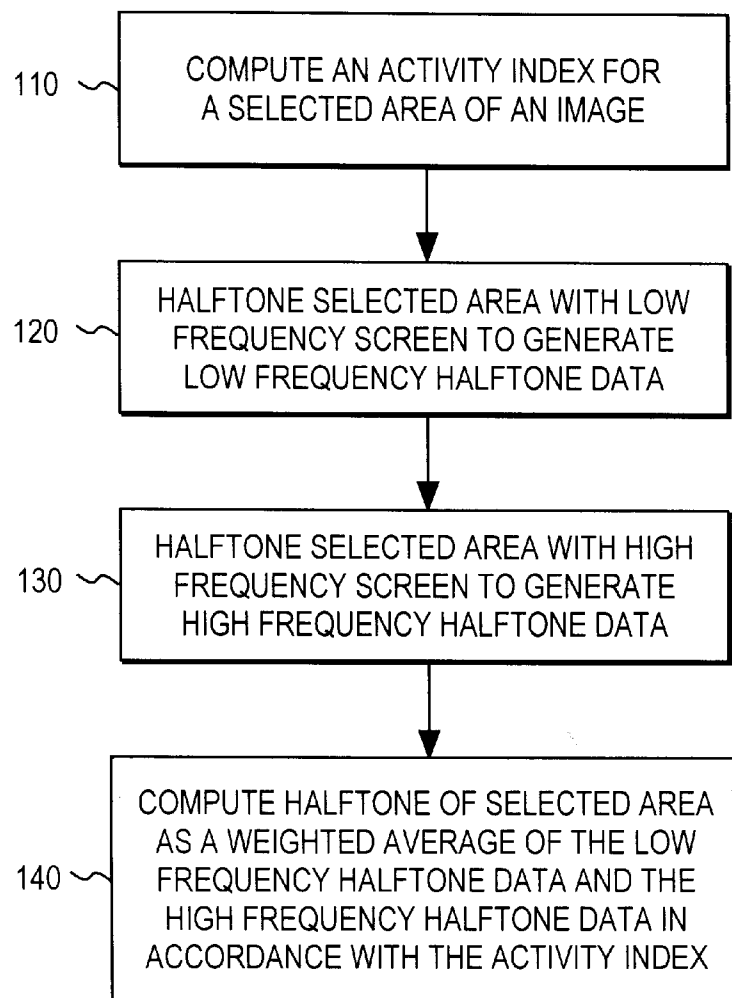 110
COMPUTE AN ACTIVITY INDEX FOR
A SELECTED AREA OF AN IMAGE
120
HALFTONE SELECTED AREA WITH LOW
FREQUENCY SCREEN TO GENERATE
LOW FREQUENCY HALFTONE DATA
130
HALFTONE SELECTED AREA WITH HIGH
FREQUENCY SCREEN TO GENERATE
HIGH FREQUENCY HALFTONE DATA
140
COMPUTE HALFTONE OF SELECTED AREA
AS A WEIGHTED AVERAGE OF THE LOW
FREQUENCY HALFTONE DATA AND THE
HIGH FREQUENCY HALFTONE DATA IN
ACCORDANCE WITH THE ACTIVITY INDEX